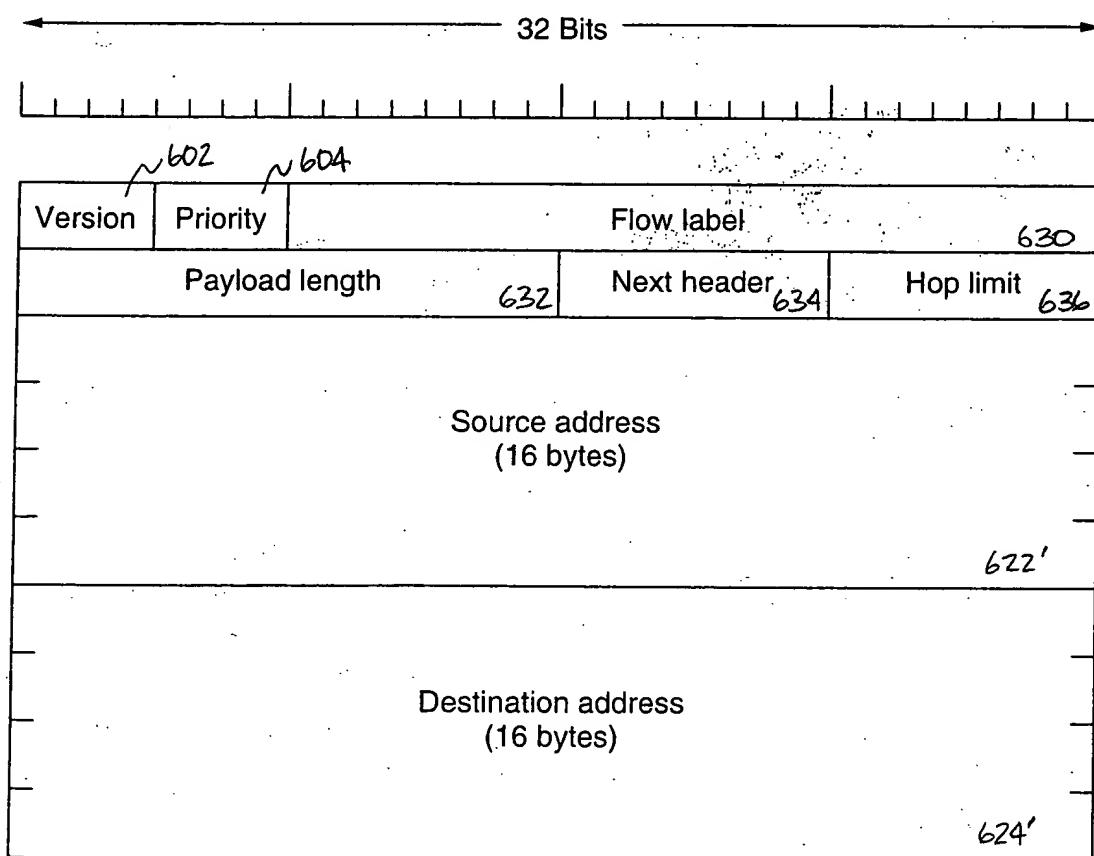 32 Bits
602 604
Version Priority Flow label 630
Payload length 632 Next header 634 Hop limit 636
Source address
(16 bytes)
622'
Destination address
(16 bytes)
624'